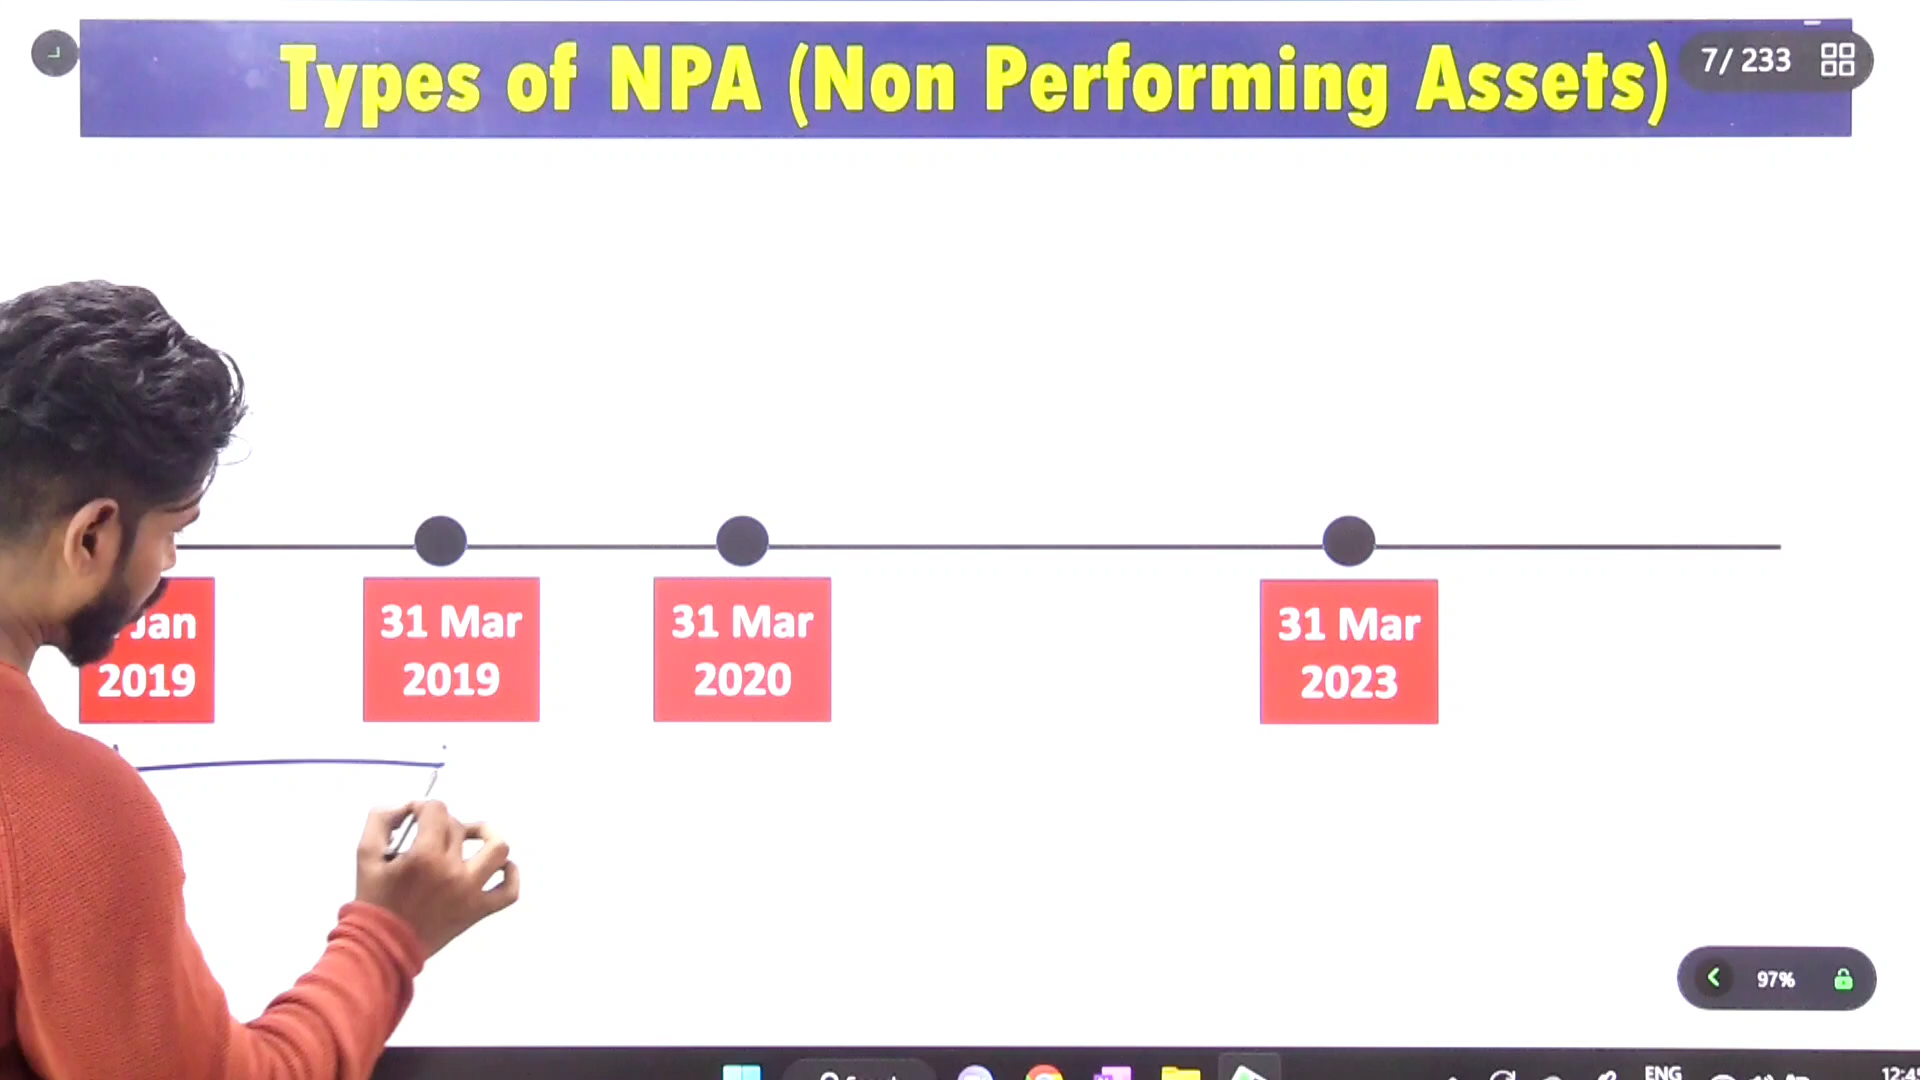 Types of NPA (Non Performing Assets)
7/ 233
Jan
2019
31 Mar
2019
31 Mar
2020
31 Mar
2023
97%
ENG